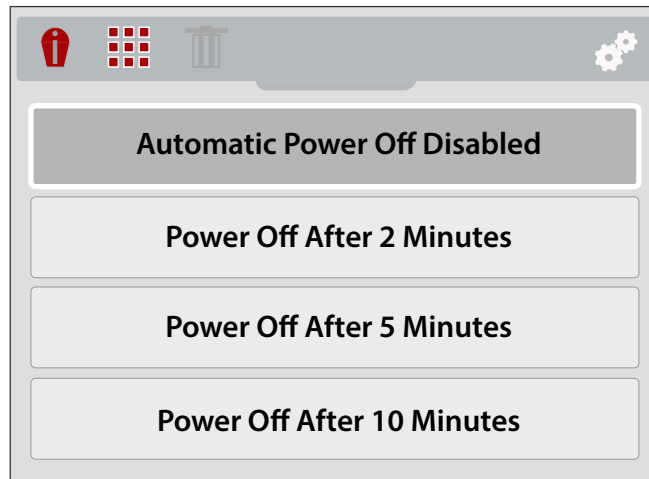 Automatic Power Off Disabled
Power Off After 2 Minutes
Power Off After 5 Minutes
Power Off After 10 Minutes